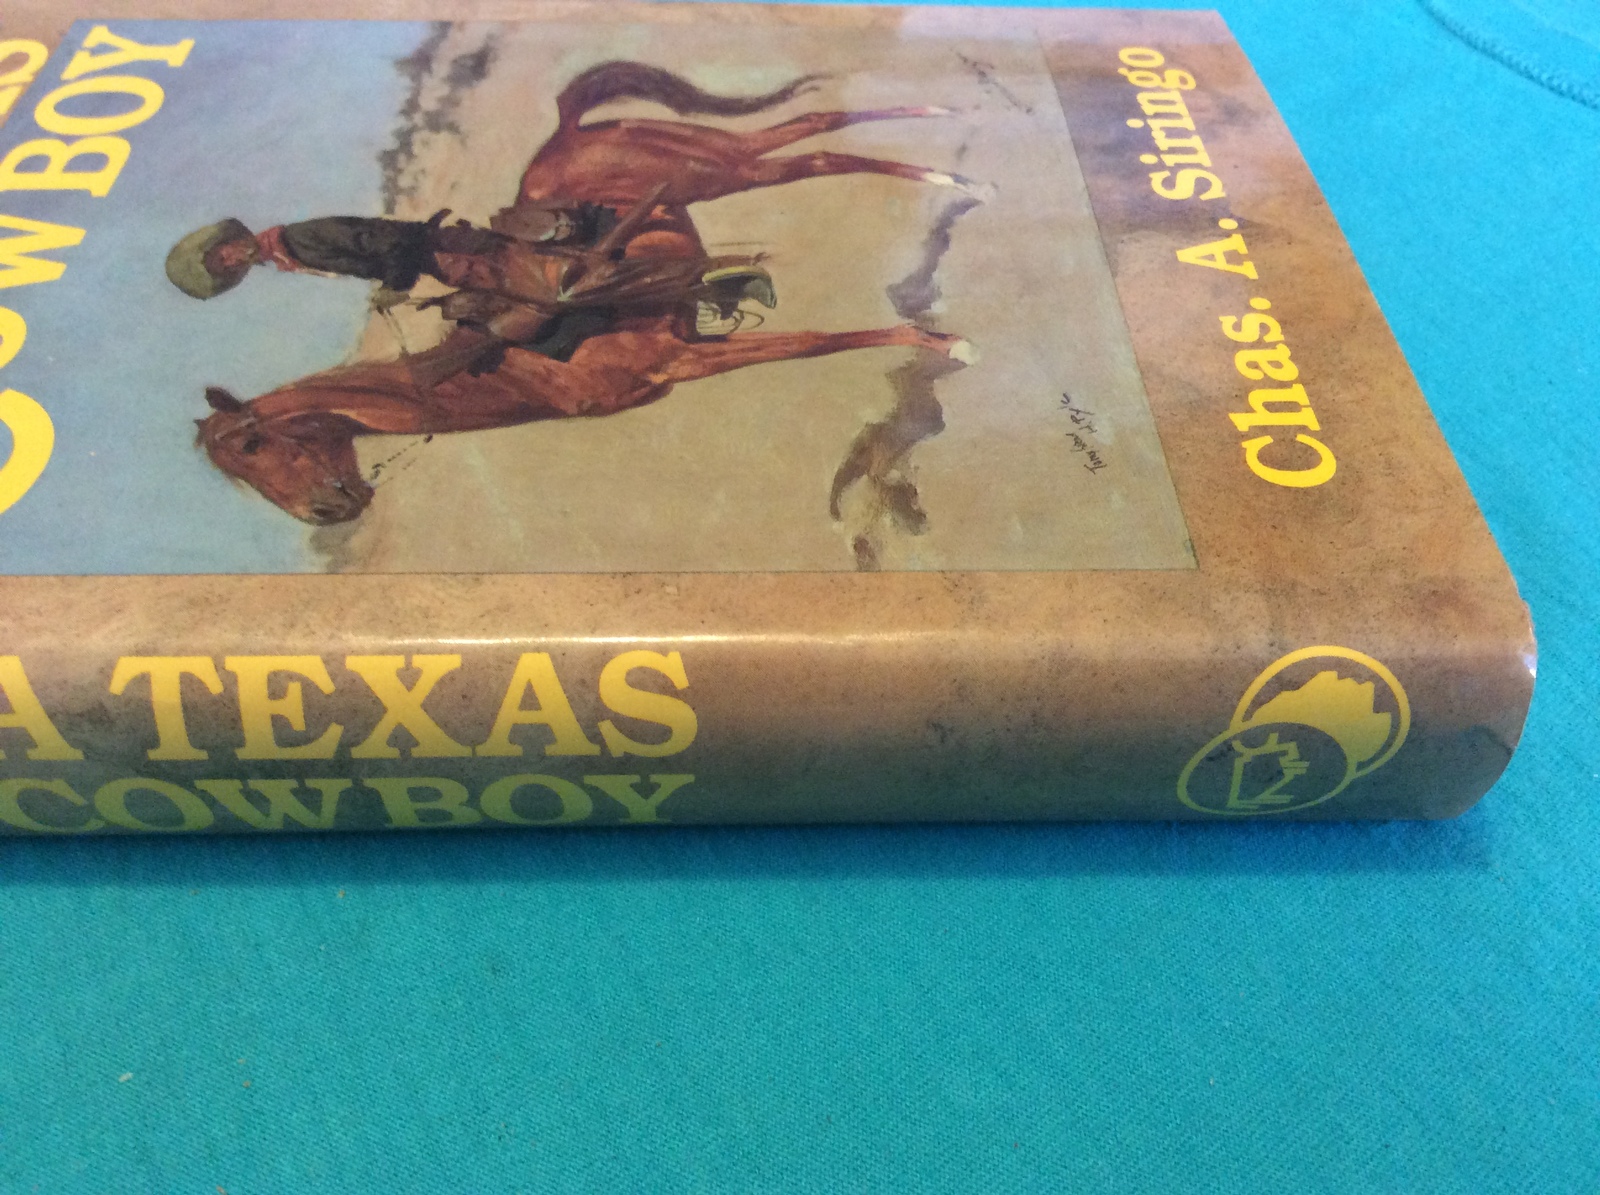 COWBOY
Chas. A. Siringo
A TEXAS
COWBOY